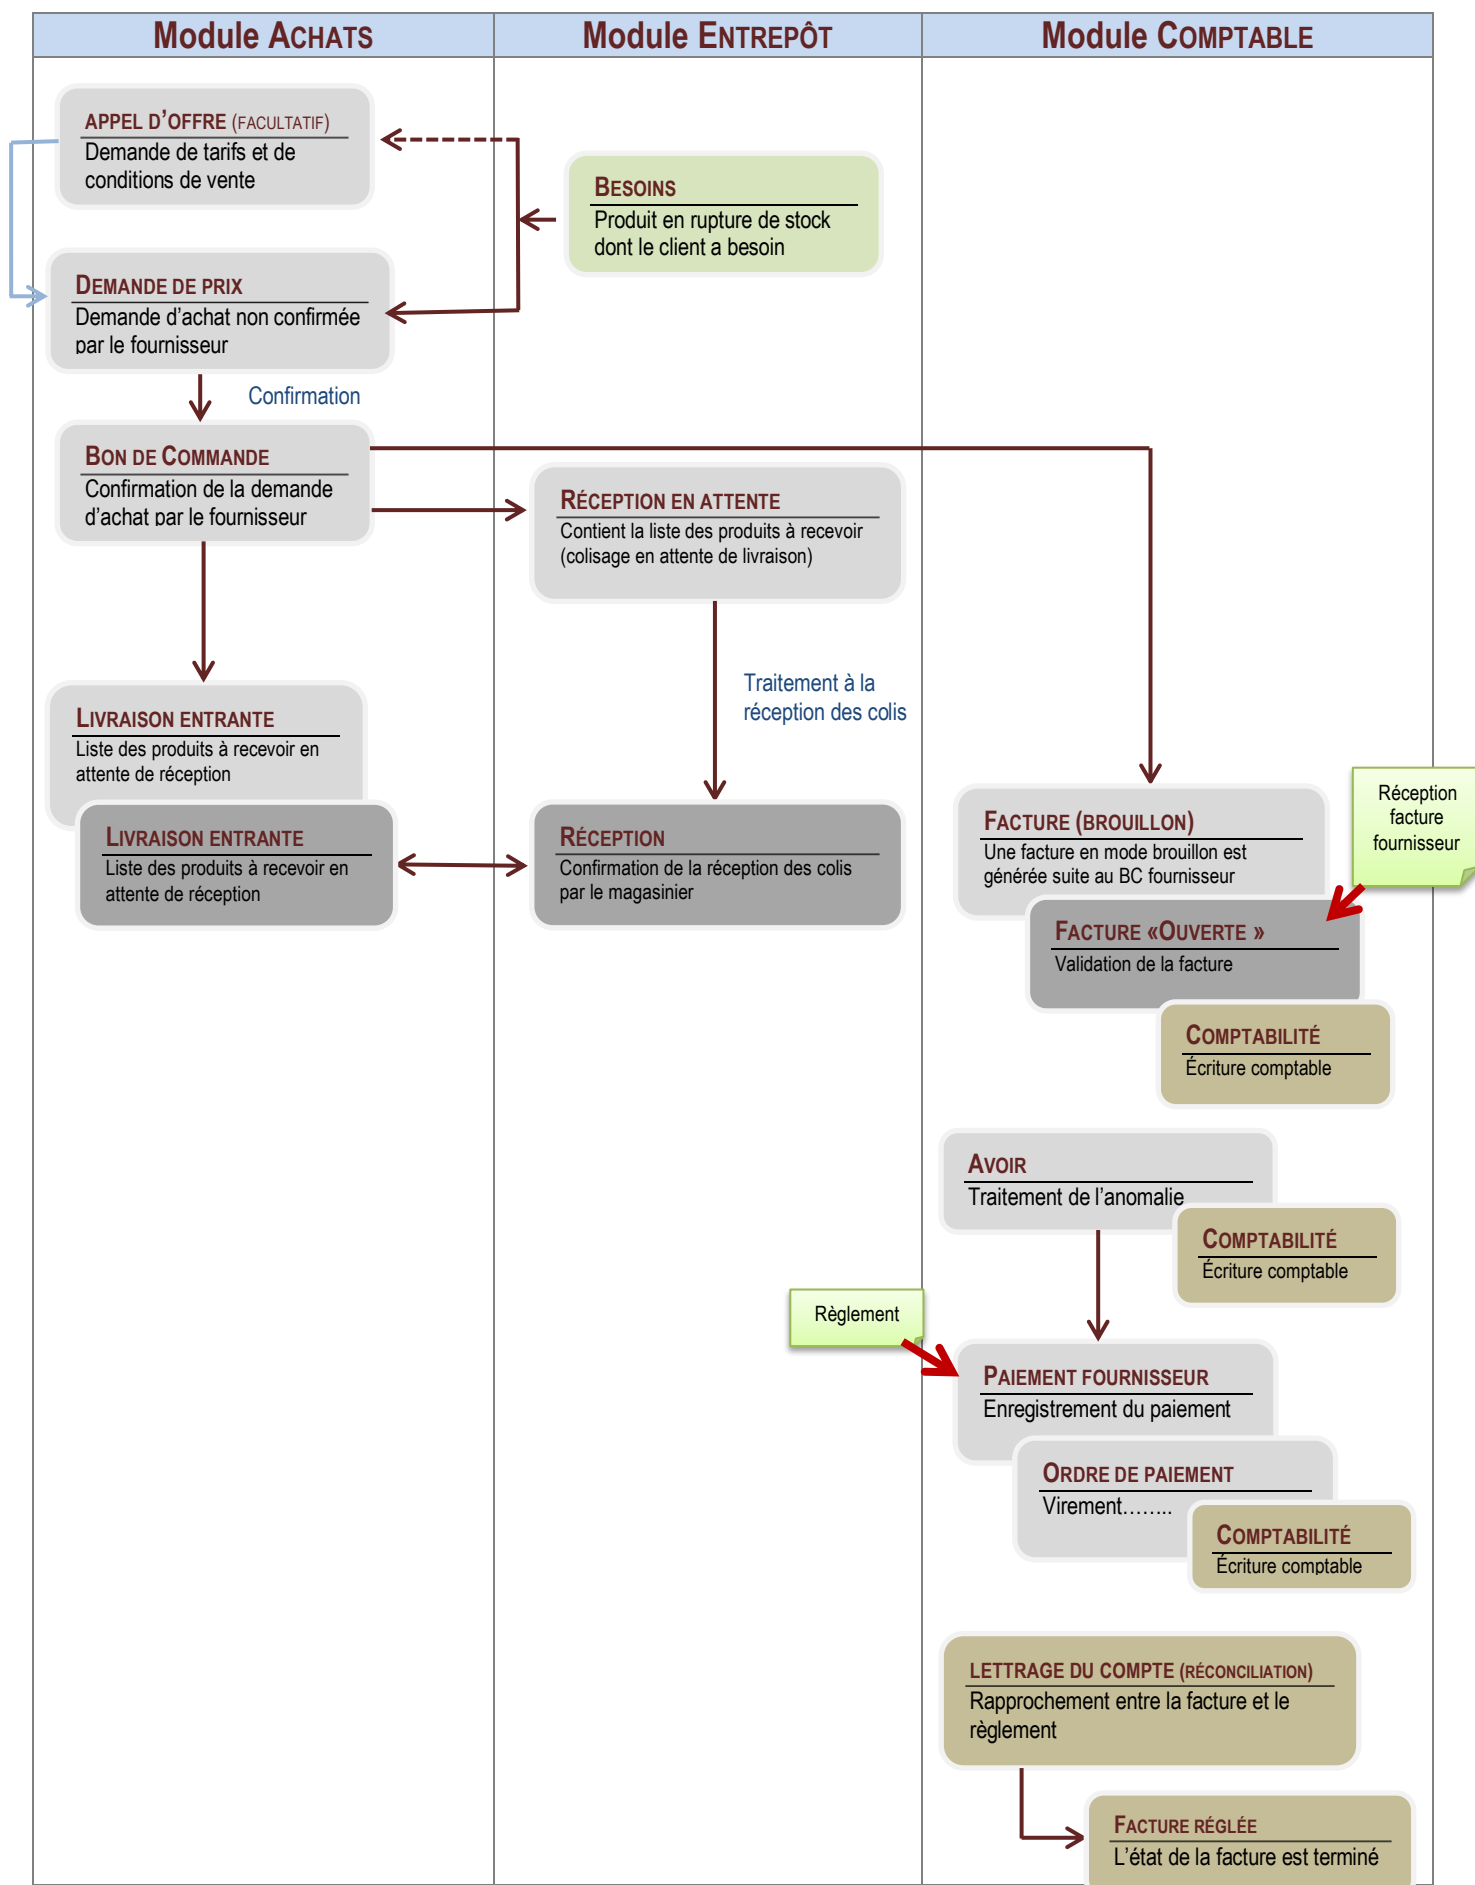 Module ACHATS
Module ENTREPÔT
Module COMPTABLE
APPEL D'OFFRE (FACULTATIF)
Demande de tarifs et de
conditions de vente
BESOINS
Produit en rupture de stock
dont le client a besoin
DEMANDE DE PRIX
Demande d'achat non confirmée
par le fournisseur
Confirmation
BON DE COMMANDE
Confirmation de la demande
d'achat par le fournisseur
RÉCEPTION EN ATTENTE
Contient la liste des produits à recevoir
(colisage en attente de livraison)
Traitement à la
réception des colis
LIVRAISON ENTRANTE
Liste des produits à recevoir en
attente de réception
LIVRAISON ENTRANTE
Liste des produits à recevoir en
attente de réception
RÉCEPTION
Confirmation de la réception des colis
par le magasinier
FACTURE (BROUILLON)
Une facture en mode brouillon est
générée suite au BC fournisseur
Réception
facture
fournisseur
FACTURE «OUVERTE »
Validation de la facture
COMPTABILITÉ
Écriture comptable
AVOIR
Traitement de l'anomalie
COMPTABILITÉ
Écriture comptable
Règlement
PAIEMENT FOURNISSEUR
Enregistrement du paiement
ORDRE DE PAIEMENT
Virement……..
COMPTABILITÉ
Écriture comptable
LETTRAGE DU COMPTE (RÉCONCILIATION)
Rapprochement entre la facture et le
règlement
FACTURE RÉGLÉE
L'état de la facture est terminé